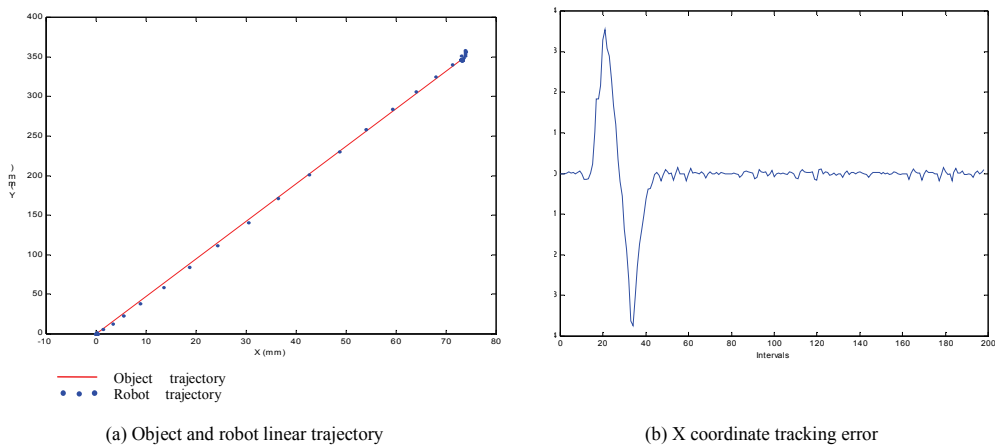 400
350
300
250
200
150
100
50
0
-10 0 10 20 30 40 50 60 70 80
X (mm)
Object trajectory
Robot trajectory
(a) Object and robot linear trajectory
4
3
2
1
0
1
2
3
4
0 20 40 60 80 100 120 140 160 180 200
Intervals
(b) X coordinate tracking error